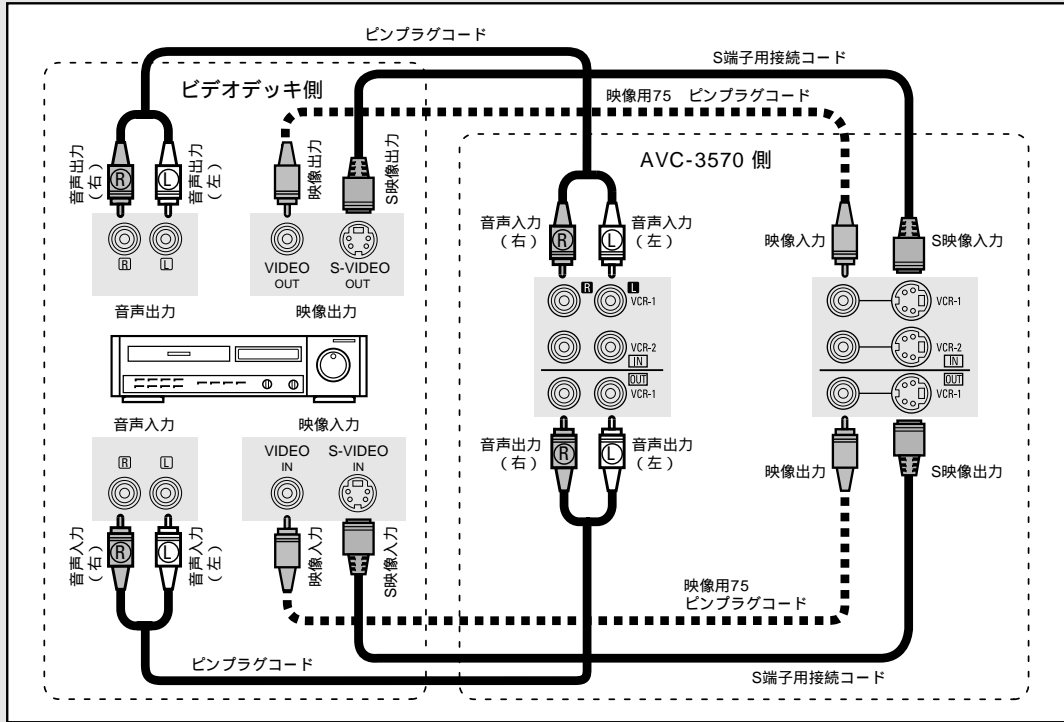 ピンプラグコード
S端子用接続コード
ビデオデッキ側
映像用75 ピンプラグコード
AVC-3570 側
音声出力
(右)
R
L
音声出力
(左)
映像出力
S映像出力
R
L
VIDEO
OUT
S-VIDEO
OUT
音声出力
映像出力
音声入力
(右)
R
L
音声入力
(左)
映像入力
S映像入力
R
L
VCR-1
VCR-2
IN
OUT
VCR-1
VCR-1
VCR-2
IN
OUT
VCR-1
音声入力
映像入力
R
L
VIDEO
IN
S-VIDEO
IN
音声入力
(右)
R
L
音声入力
(左)
映像入力
S映像入力
音声出力
(右)
R
L
音声出力
(左)
映像出力
S映像出力
映像用75
ピンプラグコード
ピンプラグコード
S端子用接続コード